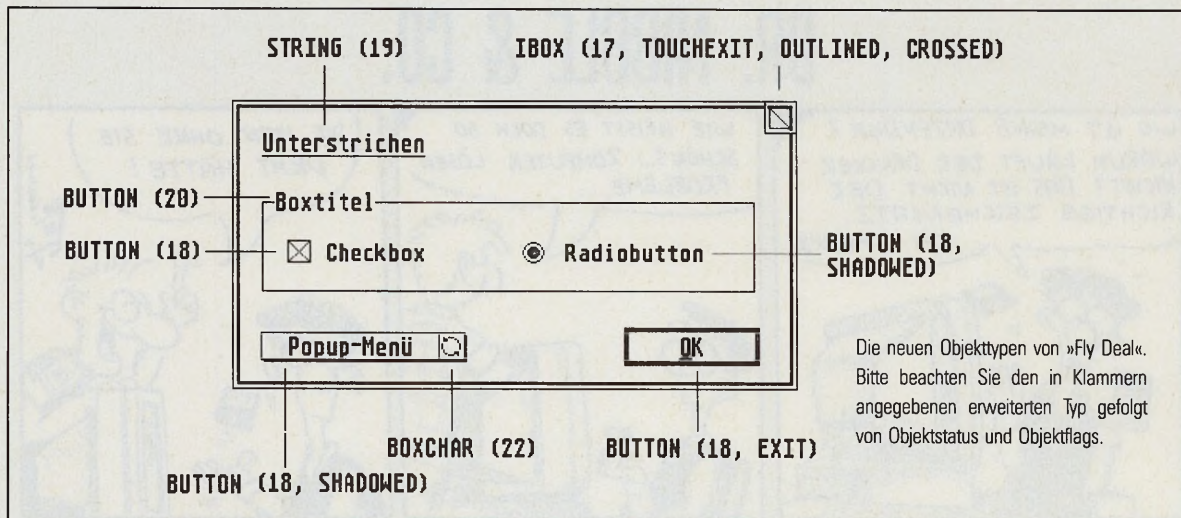 STRING (19)
IBOX (17, TOUCHEXIT, OUTLINED, CROSSED)
Unterstrichen
BUTTON (20)
Boxtitel
BUTTON (18)
Checkbox
Radiobutton
BUTTON (18,
SHADOWED)
Popup-Menü
OK
Die neuen Objekttypen von »Fly Deal«.
Bitte beachten Sie den in Klammern
angegebenen erweiterten Typ gefolgt
von Objektstatus und Objektflags.
BOXCHAR (22)
BUTTON (18, EXIT)
BUTTON (18, SHADOWED)